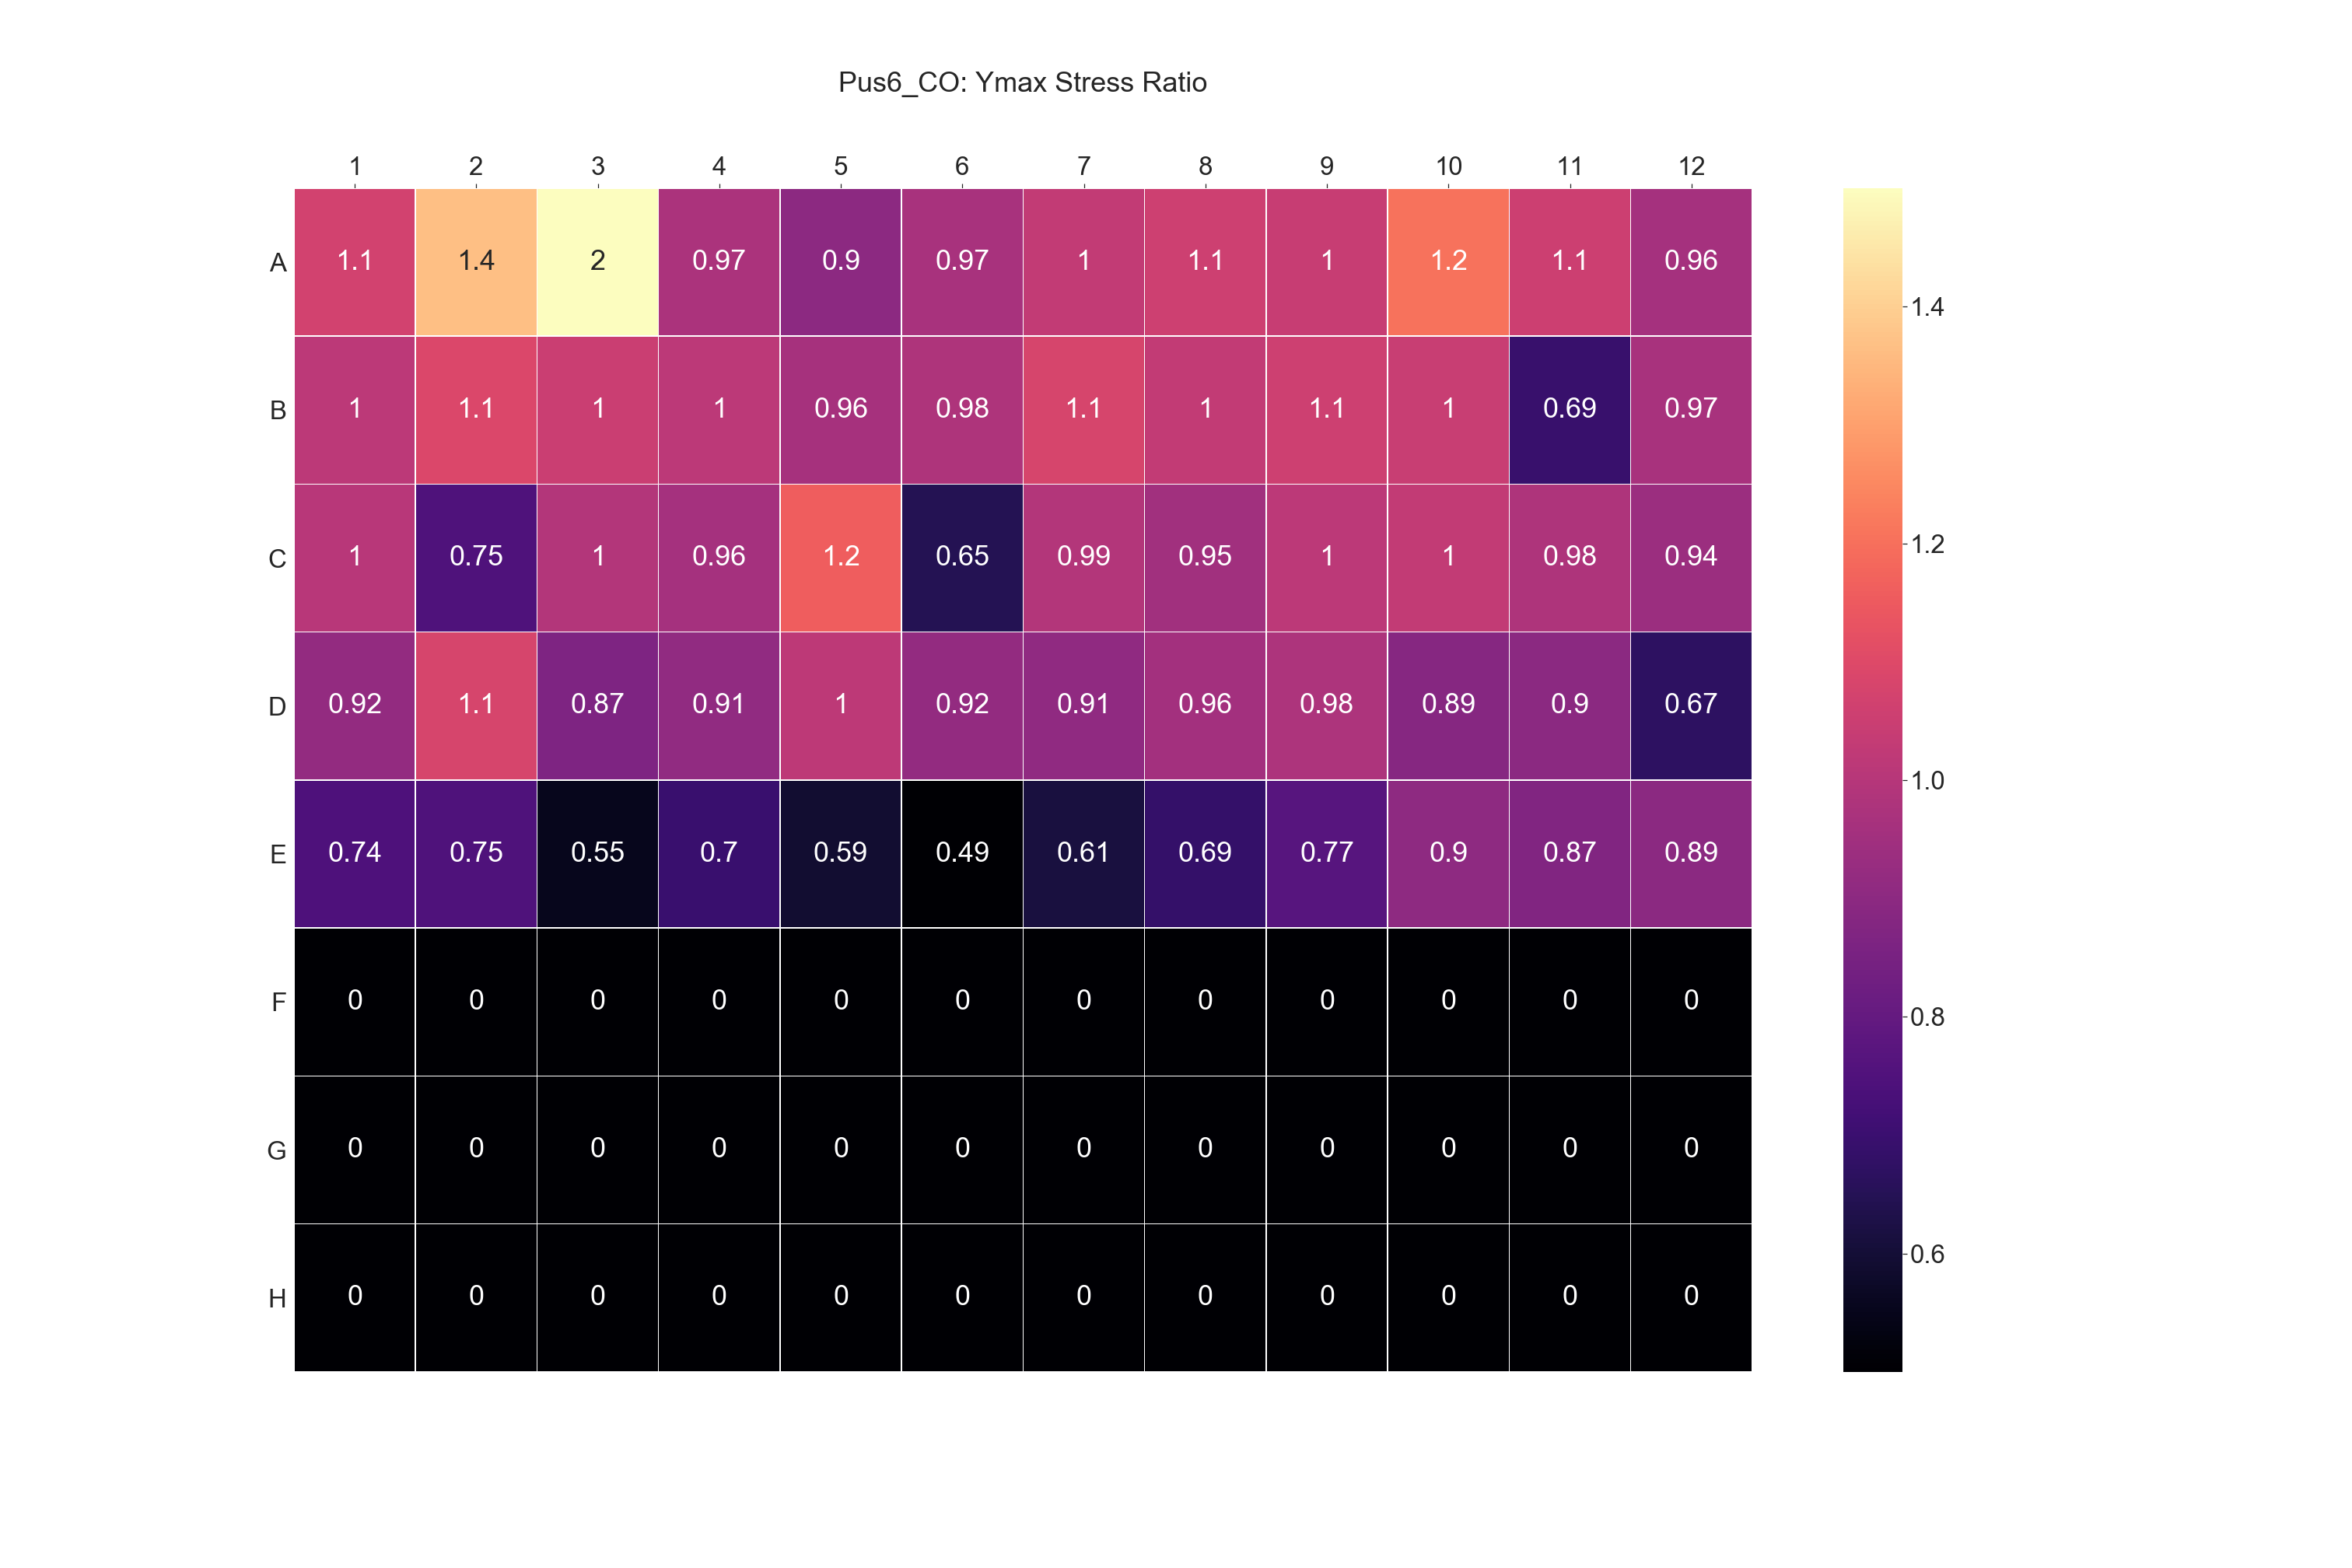 Pus6_CO: Ymax Stress Ratio
1 2 3 4 5 6 7 8 9 10 11 12
A 1.1 1.4 2 0.97 0.9 0.97 1 1.1 1 1.2 1.1 0.96
B 1 1.1 1 1 0.96 0.98 1.1 1 1.1 1 0.69 0.97
C 1 0.75 1 0.96 1.2 0.65 0.99 0.95 1 1 0.98 0.94
D 0.92 1.1 0.87 0.91 1 0.92 0.91 0.96 0.98 0.89 0.9 0.67
E 0.74 0.75 0.55 0.7 0.59 0.49 0.61 0.69 0.77 0.9 0.87 0.89
F 0 0 0 0 0 0 0 0 0 0 0 0
G 0 0 0 0 0 0 0 0 0 0 0 0
H 0 0 0 0 0 0 0 0 0 0 0 0
1.4
1.2
1.0
0.8
0.6